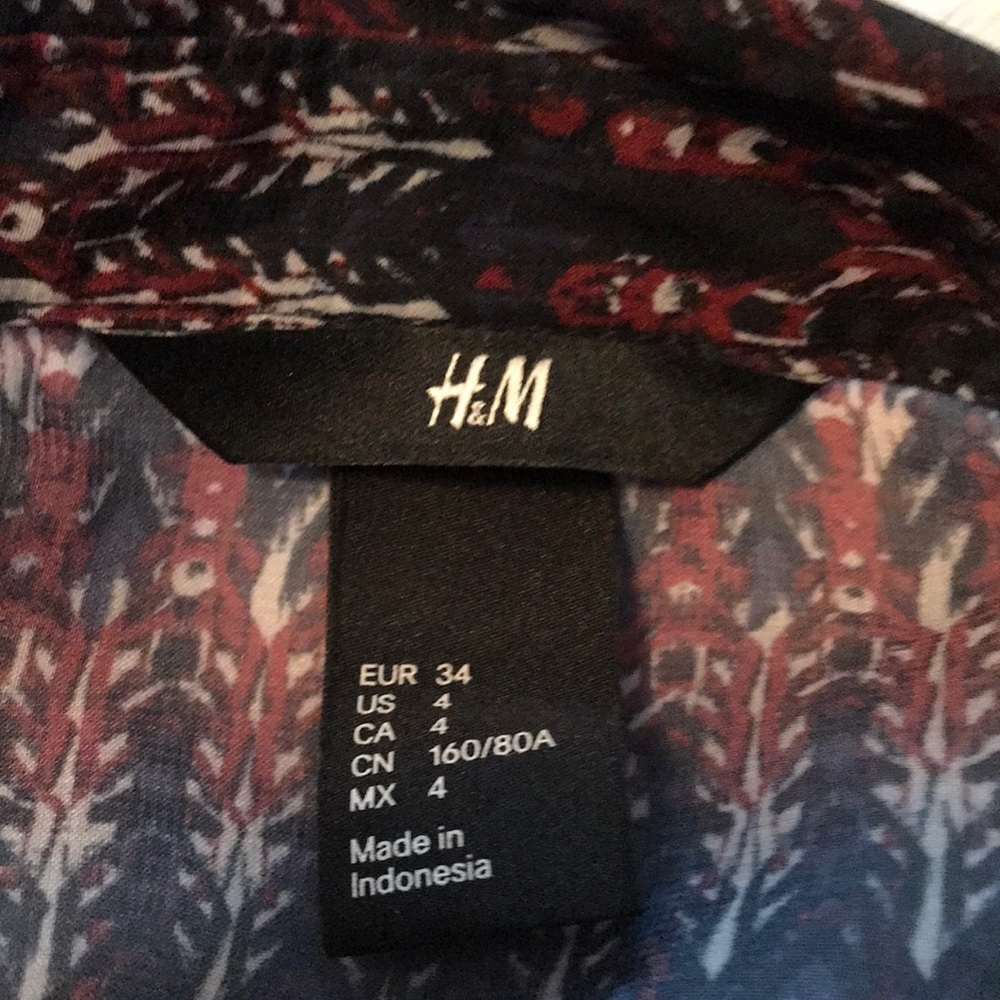 H&M
EUR 34
US 4
CA 4
CN 160/80A
MX 4
Made in
Indonesia